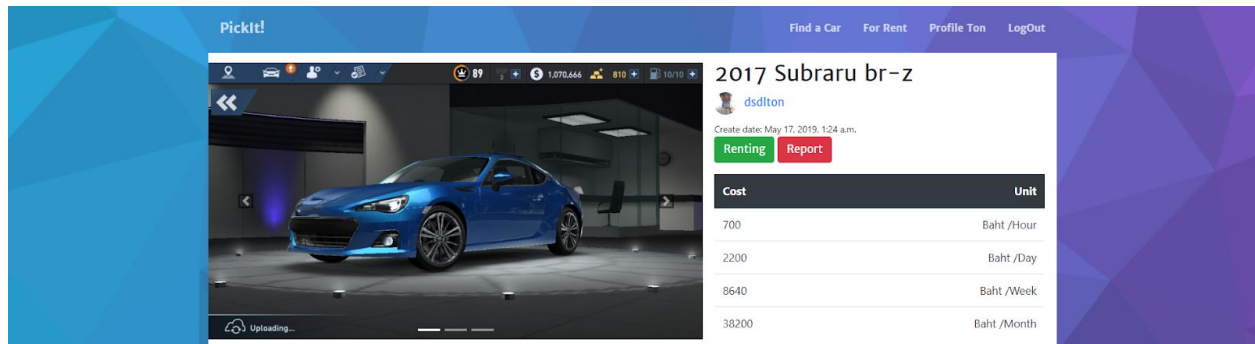 PickIt!
Find a Car For Rent Profile Ton LogOut
89 3 1,070,666 810 10/10
2017 Subraru br-z
dsdlton
Create date: May 17, 2019, 1:24 a.m.
Renting Report
Cost Unit
700 Baht /Hour
2200 Baht /Day
8640 Baht /Week
38200 Baht /Month
Uploading...